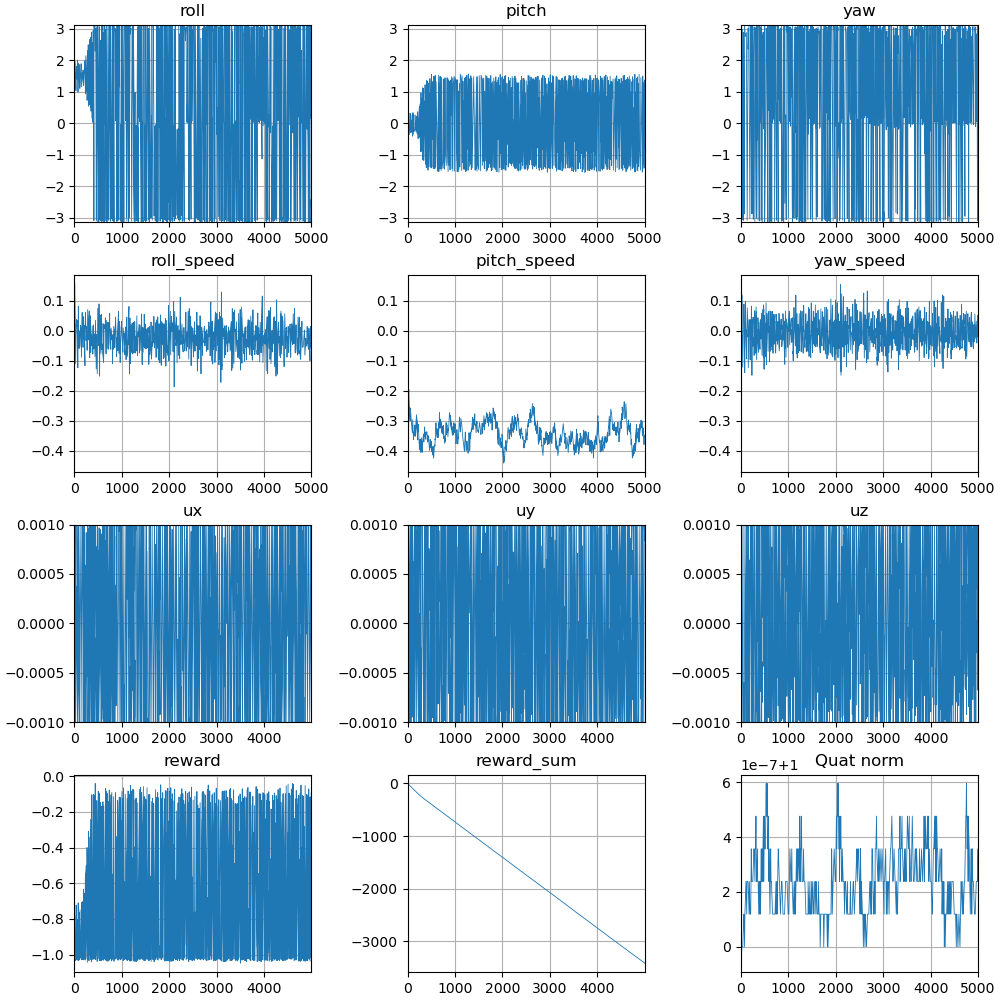 roll pitch yaw
3 3 3
2 2 2
1 1 1
0 0 0
−1 −1 −1
−2 −2 −2
−3 −3 −3
0 1000 2000 3000 4000 5000 0 1000 2000 3000 4000 5000 0 1000 2000 3000 4000 5000
roll_speed pitch_speed yaw_speed
0.1 0.1 0.1
0.0 0.0 0.0
−0.1 −0.1 −0.1
−0.2 −0.2 −0.2
−0.3 −0.3 −0.3
−0.4 −0.4 −0.4
0 1000 2000 3000 4000 5000 0 1000 2000 3000 4000 5000 0 1000 2000 3000 4000 5000
ux uy uz
0.0010 0.0010 0.0010
0.0005 0.0005 0.0005
0.0000 0.0000 0.0000
−0.0005 −0.0005 −0.0005
−0.0010 −0.0010 −0.0010
0 1000 2000 3000 4000 0 1000 2000 3000 4000 0 1000 2000 3000 4000
reward reward_sum 1e−7+1 Quat norm
0.0 0 6
−0.2 −1000 4
−0.4 −2000 2
−0.6 −3000 0
−0.8
−1.0
0 1000 2000 3000 4000 5000 0 1000 2000 3000 4000 5000 0 1000 2000 3000 4000 5000